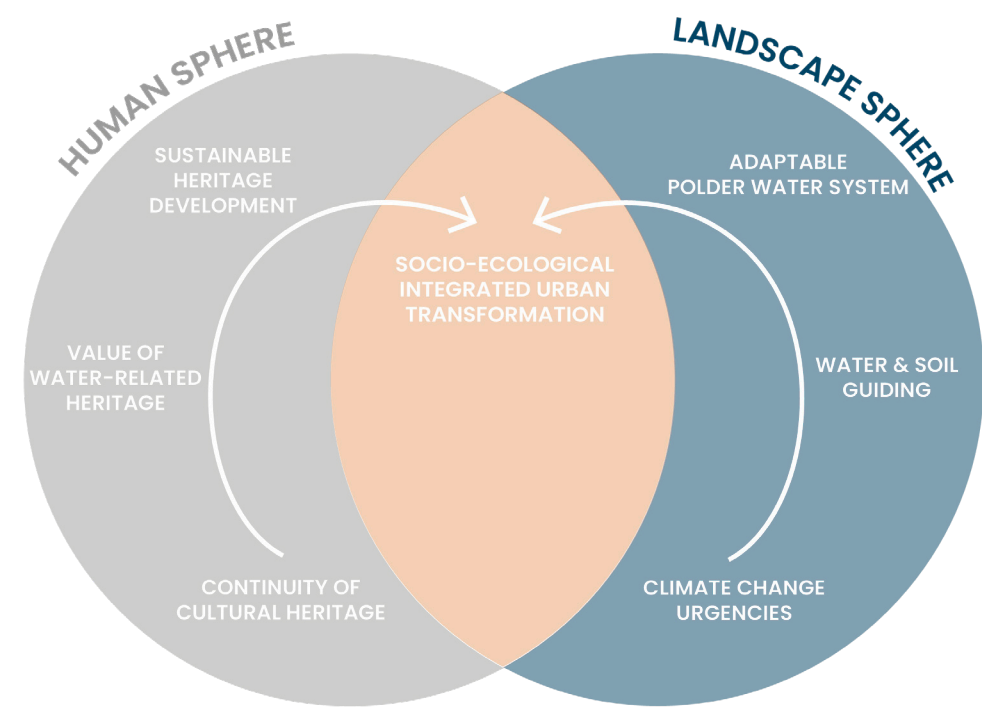 HUMAN SPHERE
LANDSCAPE SPHERE
SUSTAINABLE
HERITAGE
DEVELOPMENT
VALUE OF
WATER-RELATED
HERITAGE
CONTINUITY OF
CULTURAL HERITAGE
SOCIO-ECOLOGICAL
INTEGRATED URBAN
TRANSFORMATION
ADAPTABLE
POLDER WATER SYSTEM
WATER & SOIL
GUIDING
CLIMATE CHANGE
URGENCIES